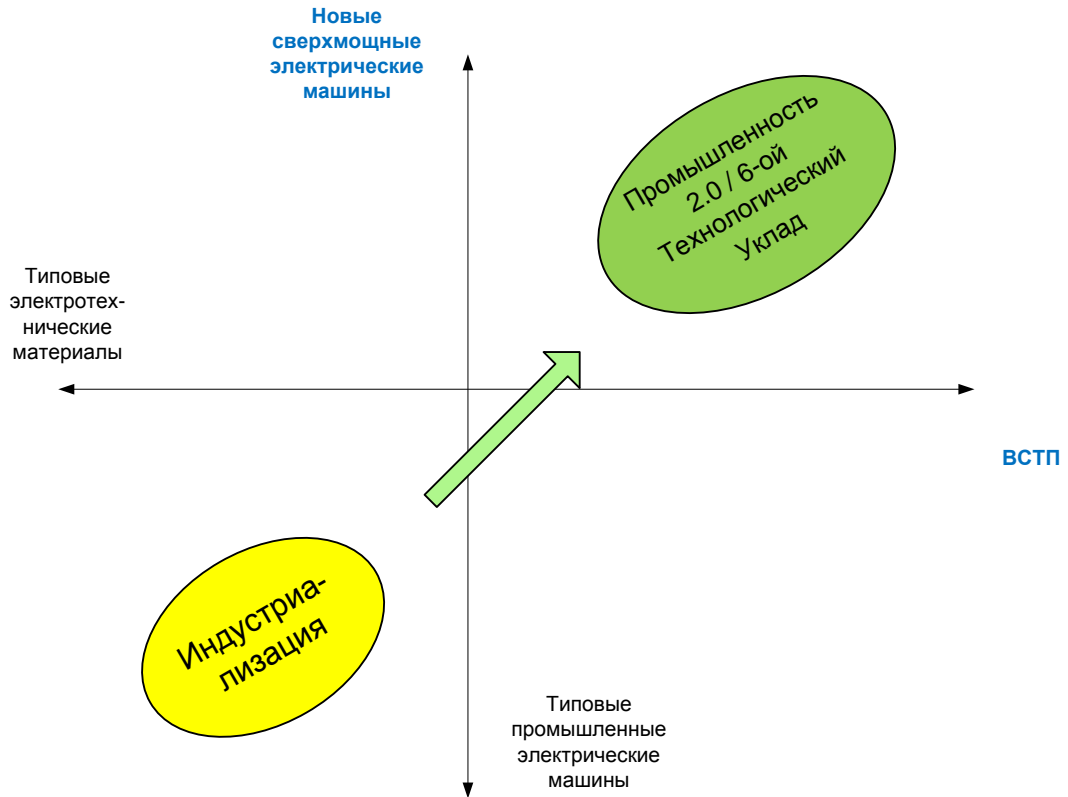 Новые
сверхмощные
электрические
машины
Промышленность
2.0 / 6-ой
Технологический
Уклад
Типовые
электротех-
нические
материалы
ВСТП
Индустриа-
лизация
Типовые
промышленные
электрические
машины